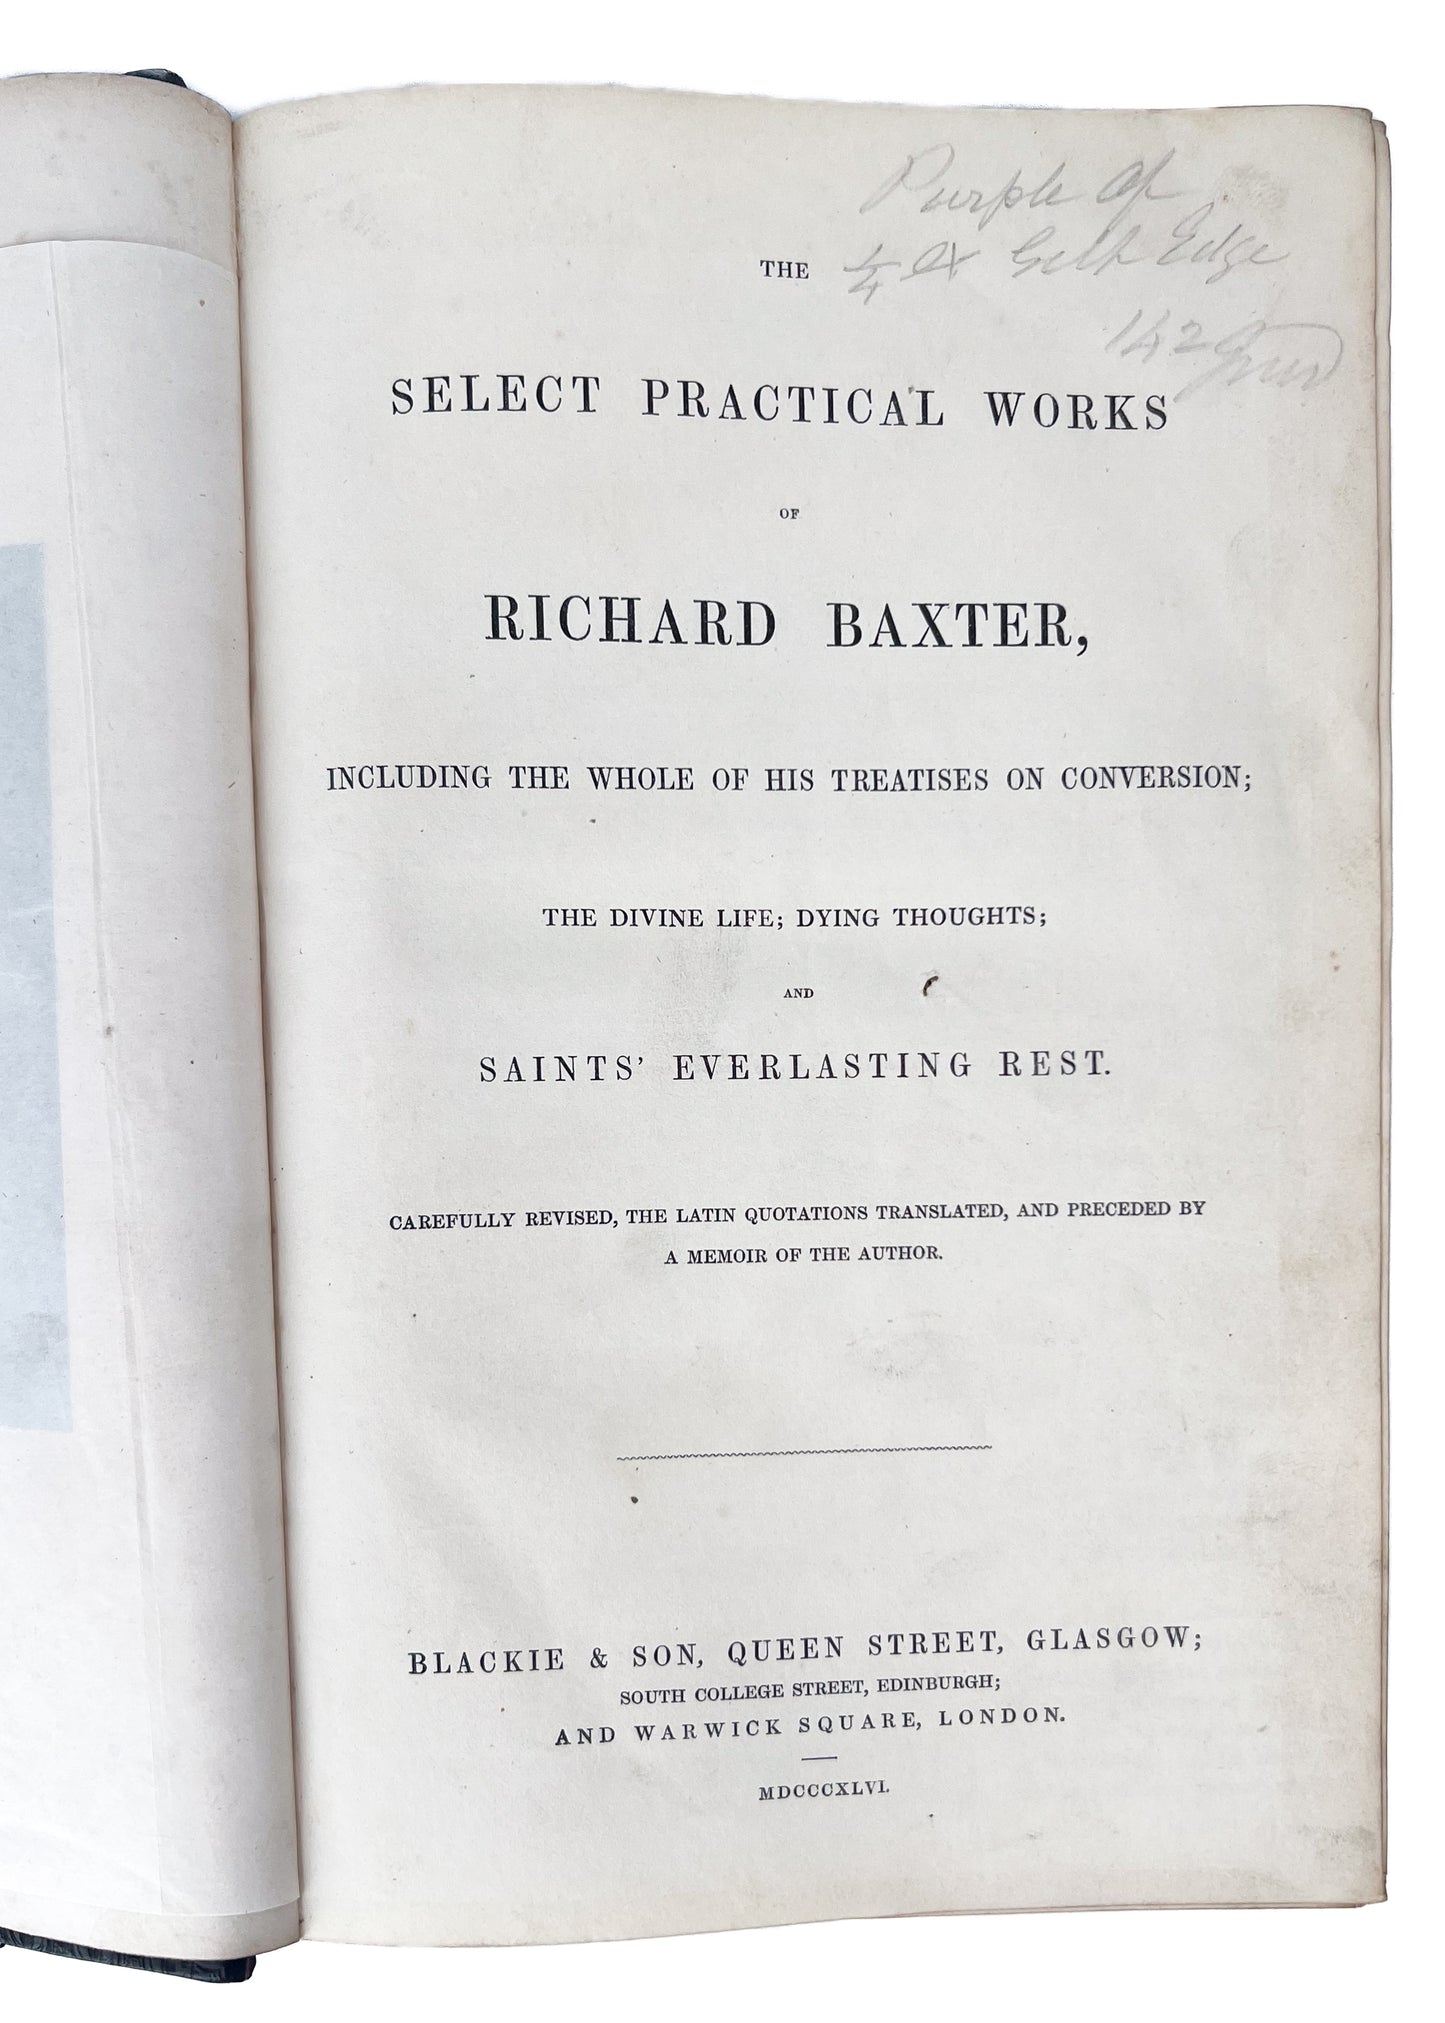 Purple
THE
1/4 ex Gilt Edge
142
SELECT PRACTICAL WORKS
OF
RICHARD BAXTER,
INCLUDING THE WHOLE OF HIS TREATISES ON CONVERSION;
THE DIVINE LIFE; DYING THOUGHTS;
AND
SAINTS' EVERLASTING REST.
CAREFULLY REVISED, THE LATIN QUOTATIONS TRANSLATED, AND PRECEDED BY
A MEMOIR OF THE AUTHOR.
BLACKIE & SON, QUEEN STREET, GLASGOW;
SOUTH COLLEGE STREET, EDINBURGH;
AND WARWICK SQUARE, LONDON.
MDCCCXLVI.